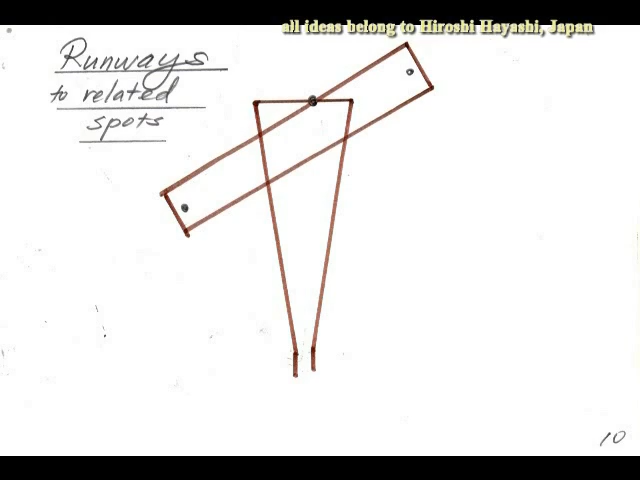 all ideas belong to Hiroshi Hayashi, Japan
Runways
to related
spots
10